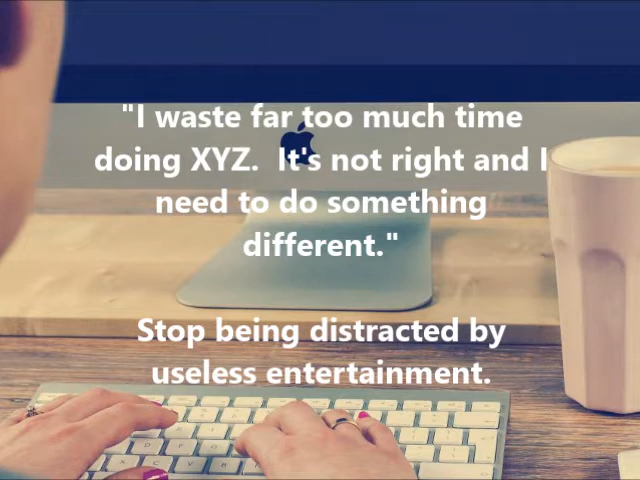 "I waste far too much time
doing XYZ.  It's not right and I
need to do something
different."
Stop being distracted by
useless entertainment.